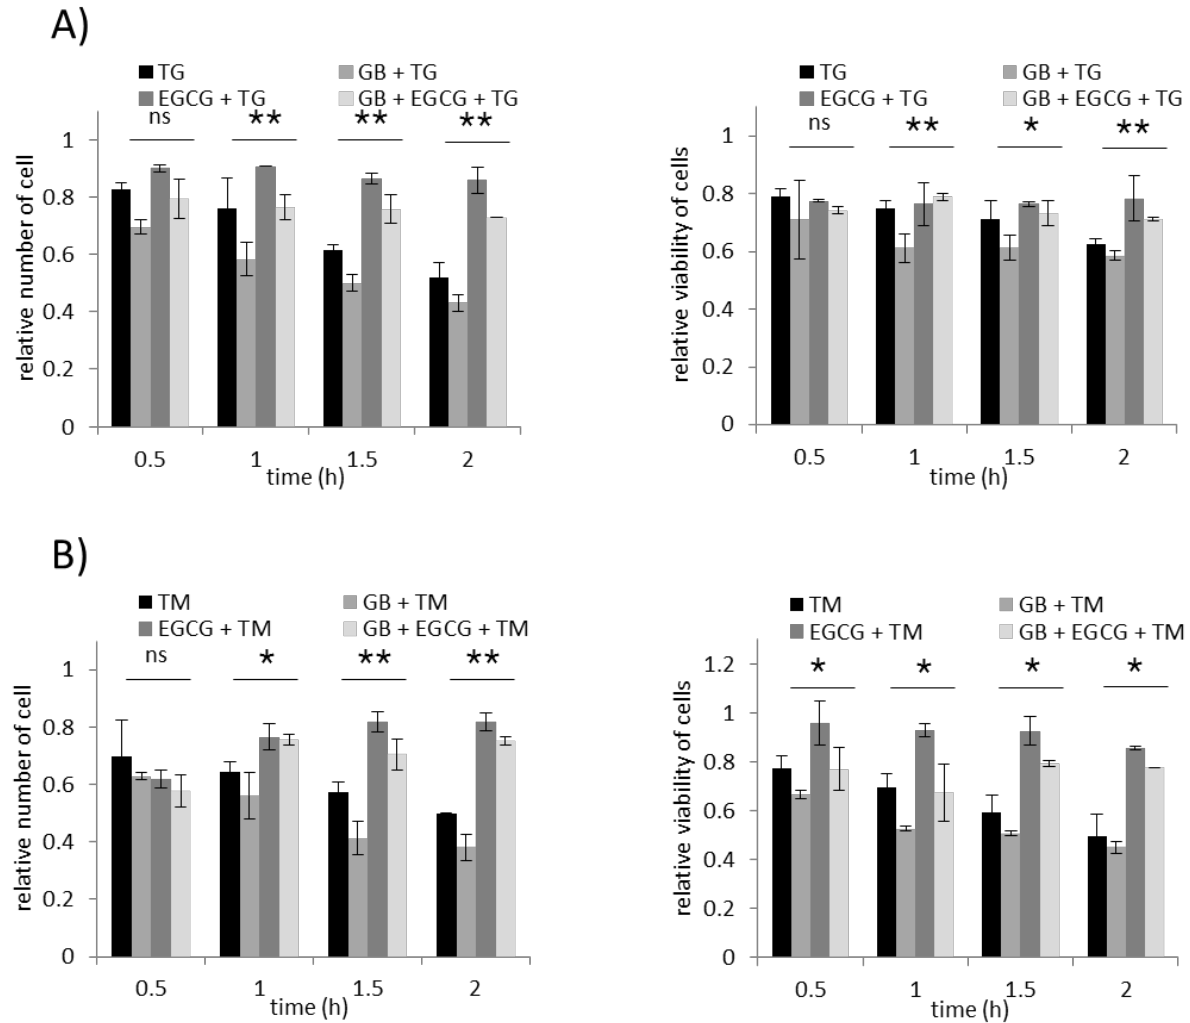 A)
TG GB + TG
EGCG + TG GB + EGCG + TG
ns ** ** **
relative number of cell
1
0.8
0.6
0.4
0.2
0
0.5 1 1.5 2
time (h)
TG GB + TG
EGCG + TG GB + EGCG + TG
ns ** * **
relative viability of cells
1
0.8
0.6
0.4
0.2
0
0.5 1 1.5 2
time (h)
B)
TM GB + TM
EGCG + TM GB + EGCG + TM
ns * ** **
relative number of cell
1
0.8
0.6
0.4
0.2
0
0.5 1 1.5 2
time (h)
TM GB + TM
EGCG + TM GB + EGCG + TM
* * * *
relative viability of cells
1.2
1
0.8
0.6
0.4
0.2
0
0.5 1 1.5 2
time (h)